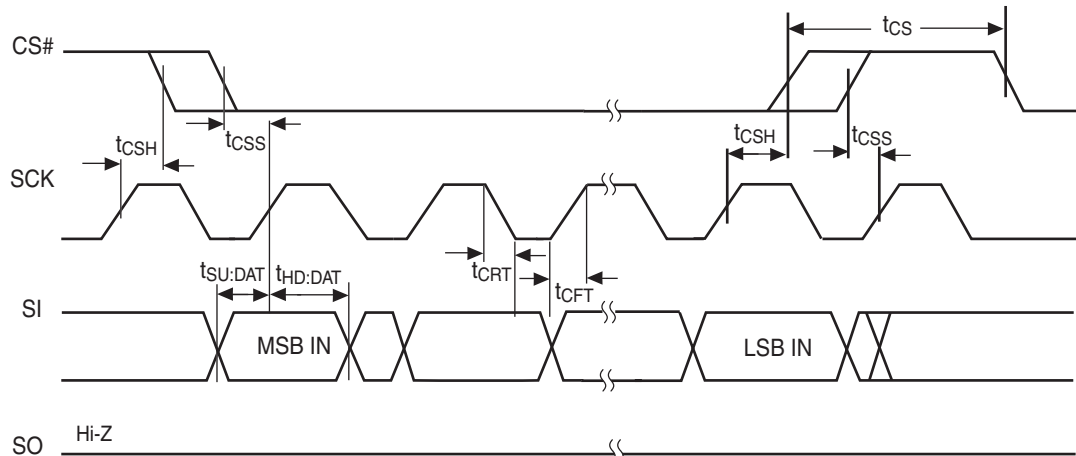 CS#
tCS
tCSH
tCSS
tCSH
tCSS
SCK
tSU:DAT
tHD:DAT
tCRT
tCFT
SI
MSB IN
LSB IN
SO
Hi-Z